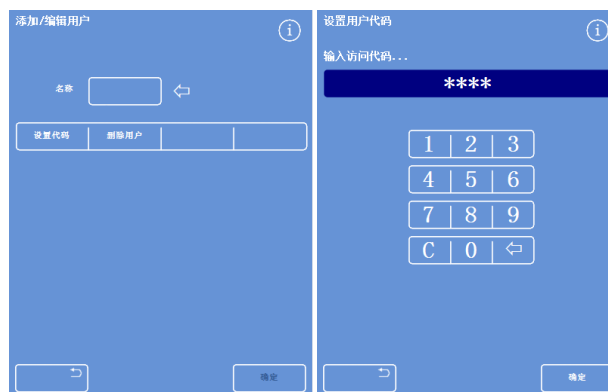 添加/编辑用户
i
名称
设置代码 删除用户
确定
设置用户代码
i
输入访问代码...
****
1 2 3
4 5 6
7 8 9
C 0
确定